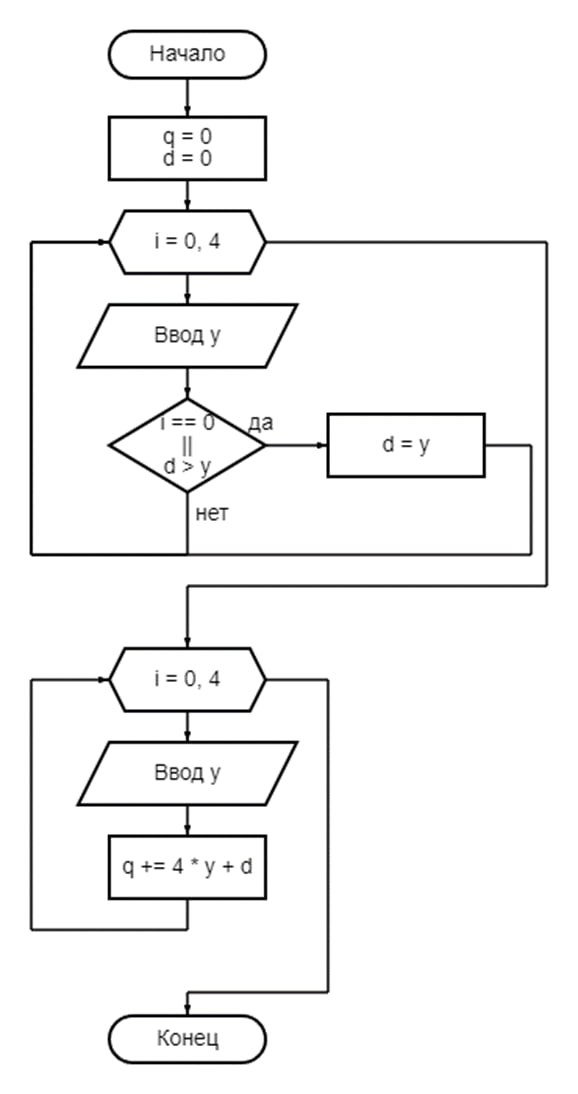 Начало
q = 0
d = 0
i = 0, 4
Ввод y
i == 0
||
d > y
да
d = y
нет
i = 0, 4
Ввод y
q += 4 * y + d
Конец